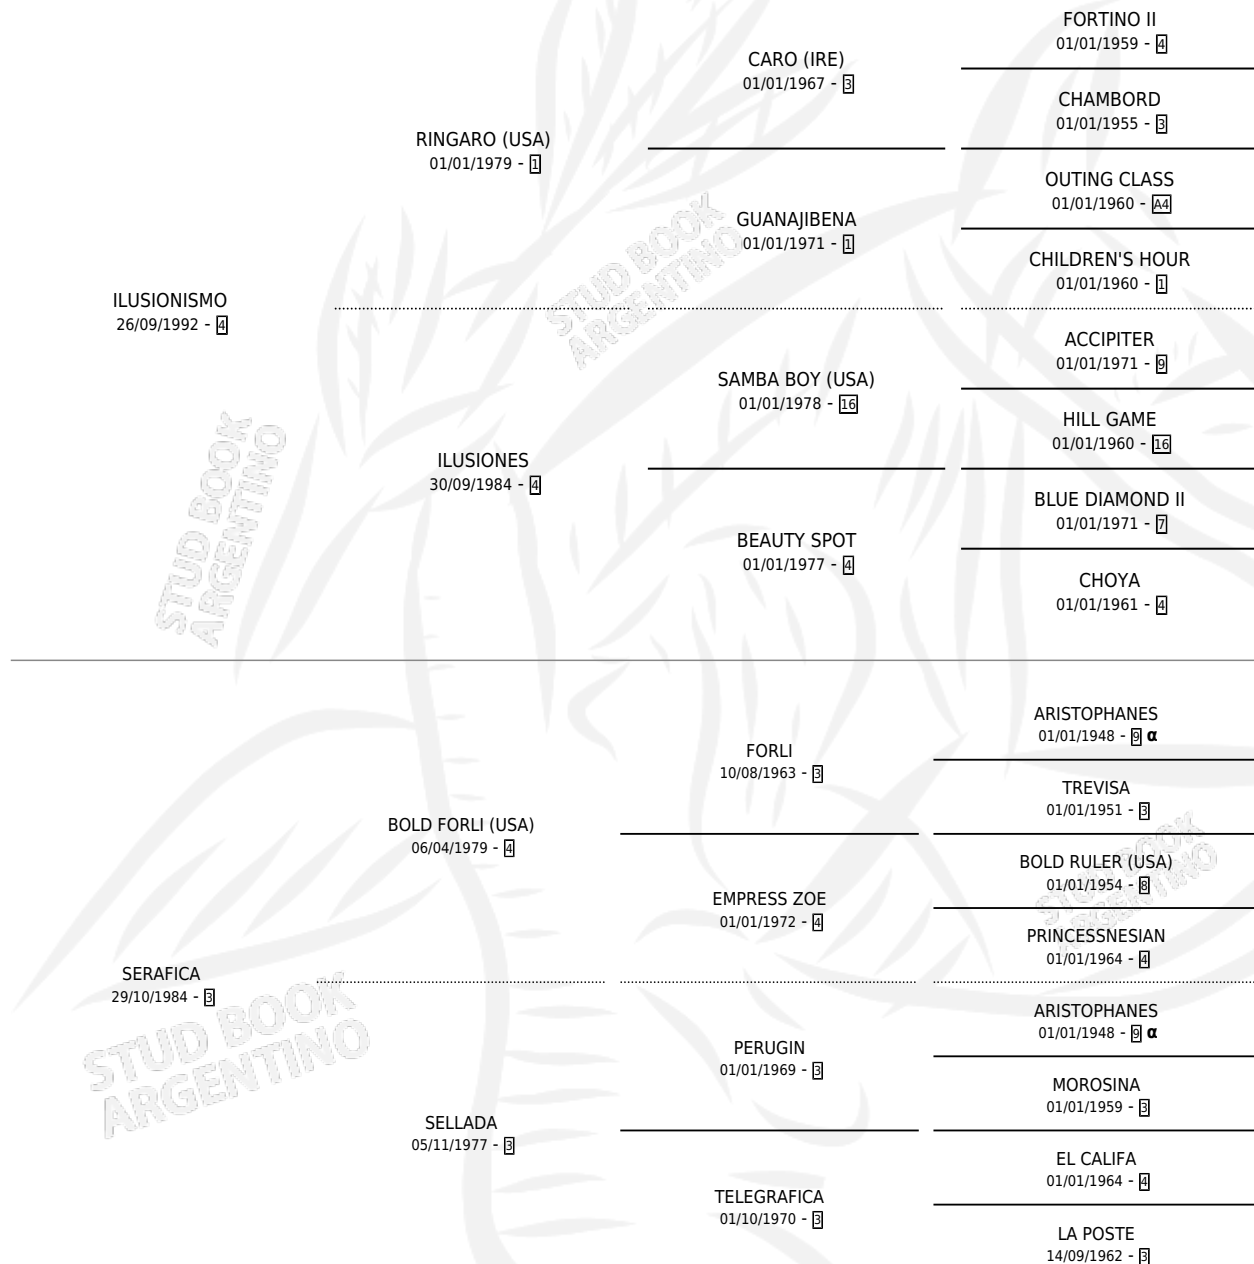 FORTINO II
01/01/1959 - 4
CARO (IRE)
01/01/1967 - 3
CHAMBORD
01/01/1955 - 3
RINGARO (USA)
01/01/1979 - 1
OUTING CLASS
01/01/1960 - A4
GUANAJIBENA
01/01/1971 - 1
CHILDREN'S HOUR
01/01/1960 - 1
ILUSIONISMO
26/09/1992 - 4
STUD BOOK
ARGENTINO
ACCIPITER
01/01/1971 - 9
SAMBA BOY (USA)
01/01/1978 - 16
HILL GAME
01/01/1960 - 16
ILUSIONES
30/09/1984 - 4
STUD BOOK
ARGENTINO
BLUE DIAMOND II
01/01/1971 - 7
BEAUTY SPOT
01/01/1977 - 4
CHOYA
01/01/1961 - 4
ARISTOPHANES
01/01/1948 - 9 α
FORLI
10/08/1963 - 3
TREVISA
01/01/1951 - 3
BOLD FORLI (USA)
06/04/1979 - 4
STUD BOOK
ARGENTINO
BOLD RULER (USA)
01/01/1954 - 8
EMPRESS ZOE
01/01/1972 - 4
PRINCESSNESIAN
01/01/1964 - 4
SERAFICA
29/10/1984 - 3
STUD BOOK
ARGENTINO
ARISTOPHANES
01/01/1948 - 9 α
PERUGIN
01/01/1969 - 3
MOROSINA
01/01/1959 - 3
SELLADA
05/11/1977 - 3
EL CALIFA
01/01/1964 - 4
TELEGRAFICA
01/10/1970 - 3
LA POSTE
14/09/1962 - 3